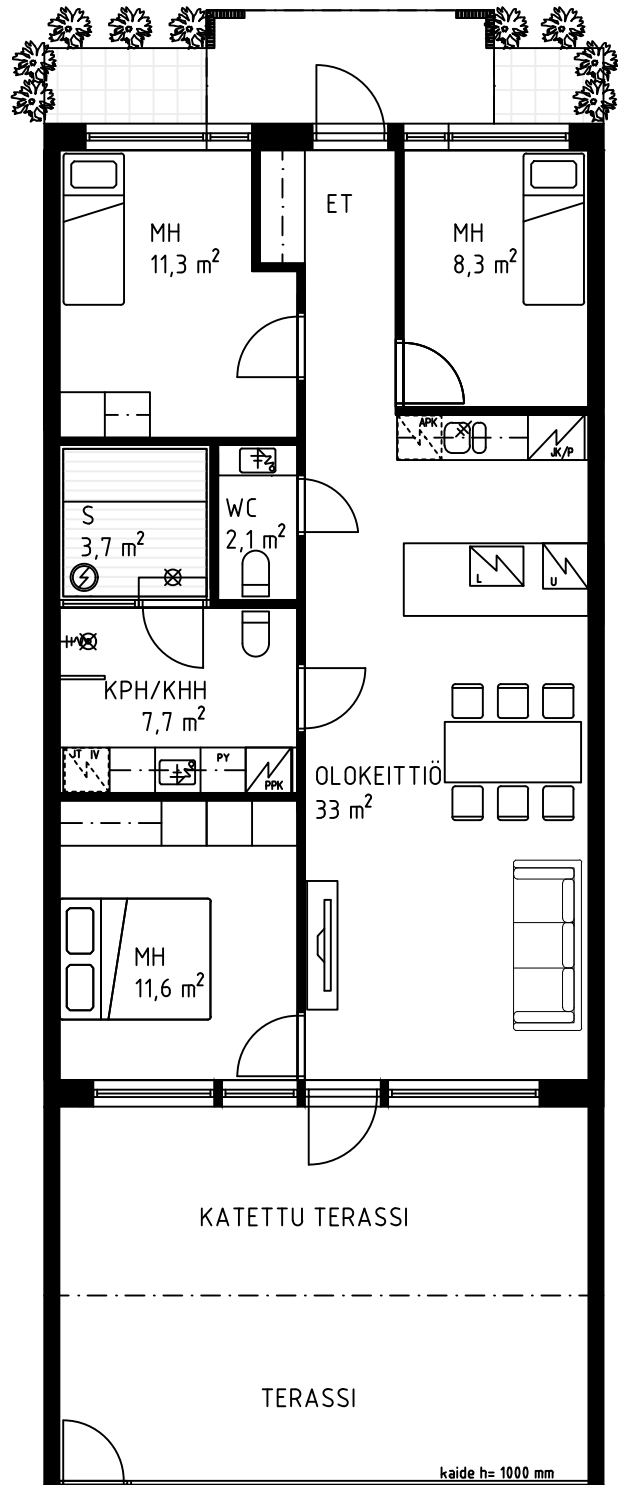 ET
MH
11,3 m²
MH
8,3 m²
APK
JK/P
S
3,7 m²
WC
2,1 m²
L
U
KPH/KHH
7,7 m²
JT IV
PY
PPK
OLOKEITTIÖ
33 m²
MH
11,6 m²
KATETTU TERASSI
TERASSI
kaide h= 1000 mm